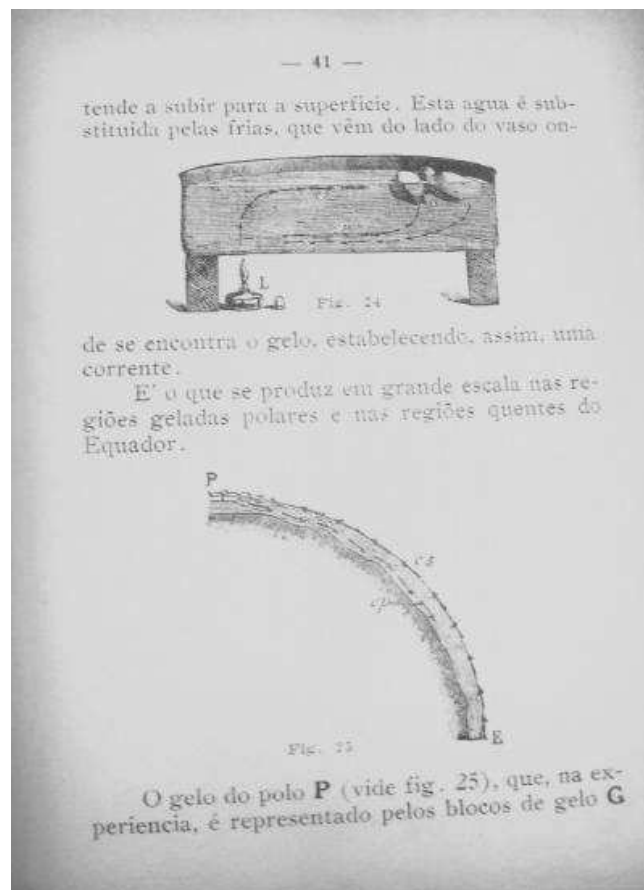 — 41 —
tende a subir para a superficie. Esta agua é sub-
stituida pelas frias, que vêm do lado do vaso on-
L
Fig. 24
de se encontra o gelo, estabelecendo, assim, uma
corrente.
E' o que se produz em grande escala nas re-
giões geladas polares e nas regiões quentes do
Equador.
P
cs
cp
E
Fig. 25
O gelo do polo P (vide fig. 25), que, na ex-
periencia, é representado pelos blocos de gelo G